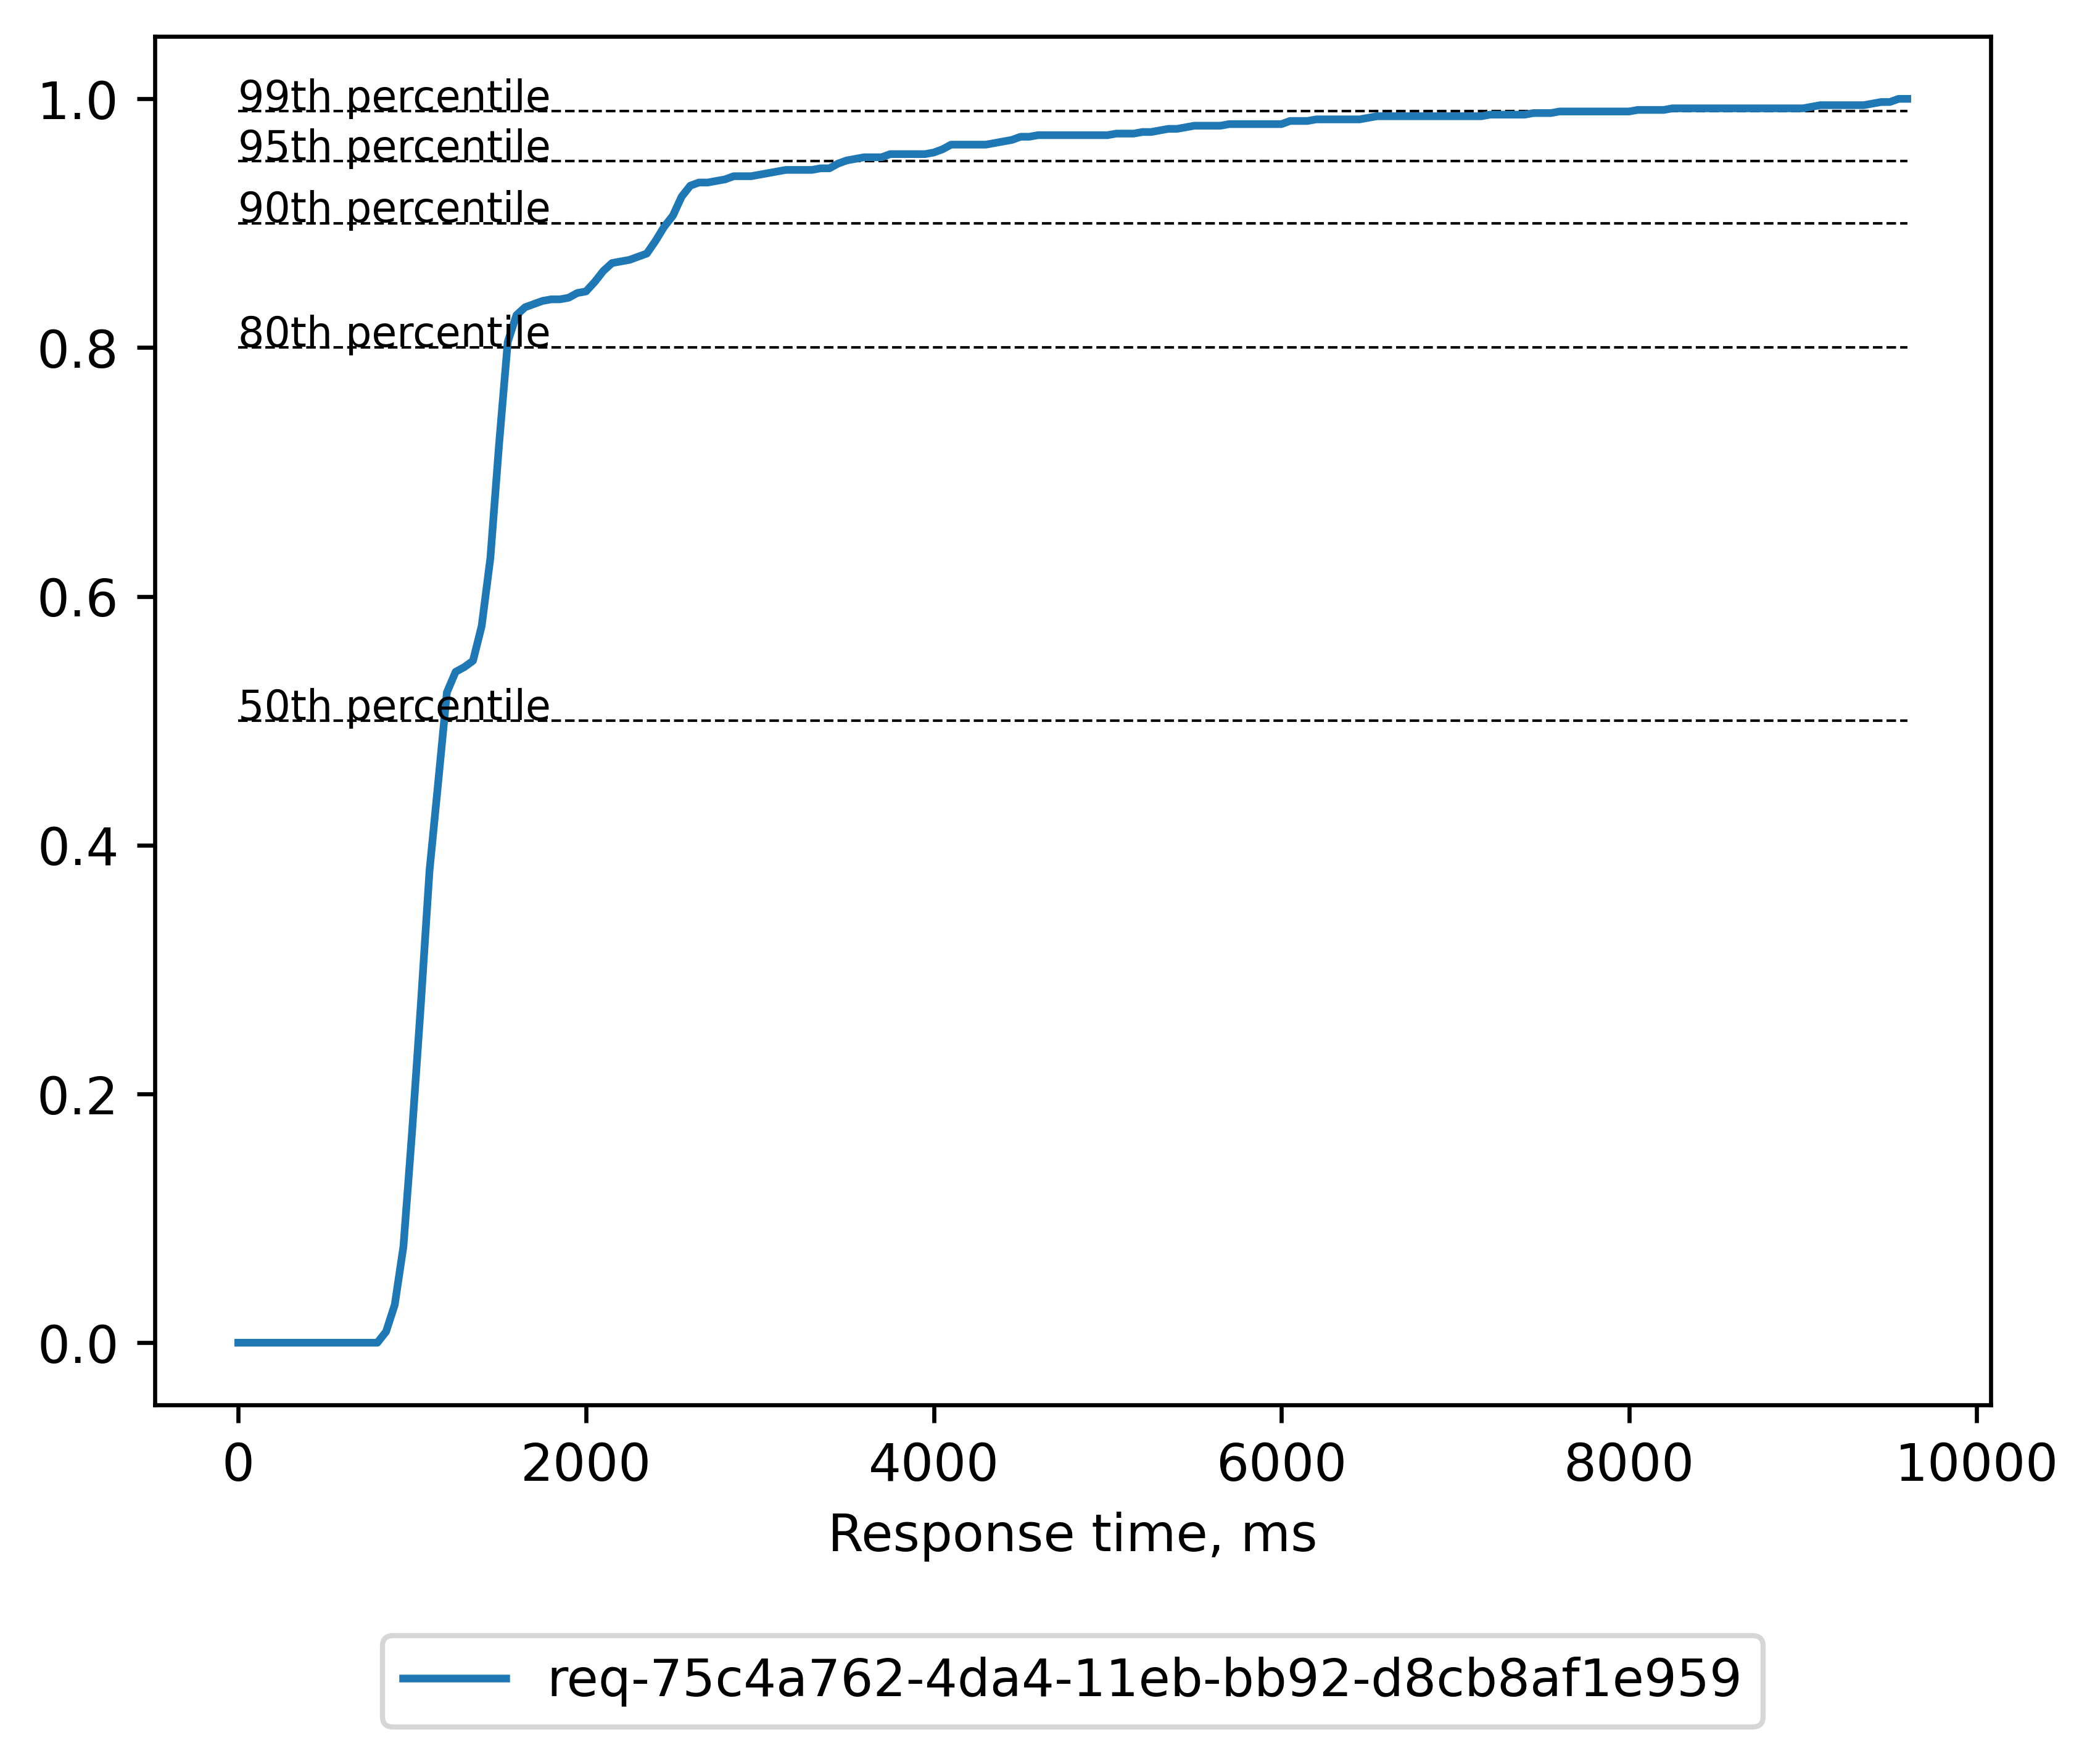 1.0
0.8
0.6
0.4
0.2
0.0
99th percentile
95th percentile
90th percentile
80th percentile
50th percentile
0 2000 4000 6000 8000 10000
Response time, ms
req-75c4a762-4da4-11eb-bb92-d8cb8af1e959